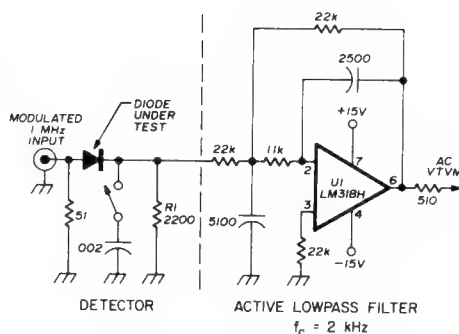 22k
2500
DIODE
UNDER
TEST
+15V
MODULATED
1 MHz
INPUT
22k
11k
7
2
6
AC
VTVM
U1
LM318H
510
51
R1
2200
5100
3
4
22k
-15V
.002
DETECTOR
ACTIVE LOWPASS FILTER
fc = 2 kHz